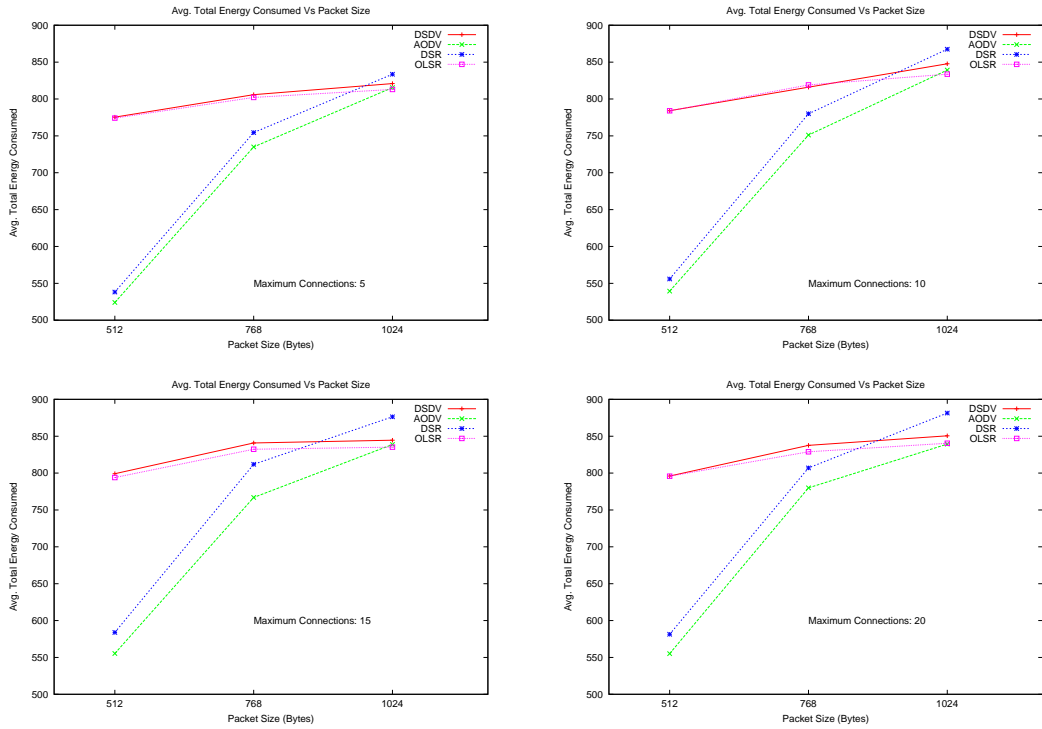 Avg. Total Energy Consumed Vs Packet Size
900
850
800
750
700
650
600
550
500
Avg. Total Energy Consumed
DSDV
AODV
DSR
OLSR
Maximum Connections: 5
512
768
1024
Packet Size (Bytes)
Avg. Total Energy Consumed Vs Packet Size
900
850
800
750
700
650
600
550
500
Avg. Total Energy Consumed
DSDV
AODV
DSR
OLSR
Maximum Connections: 10
512
768
1024
Packet Size (Bytes)
Avg. Total Energy Consumed Vs Packet Size
900
850
800
750
700
650
600
550
500
Avg. Total Energy Consumed
DSDV
AODV
DSR
OLSR
Maximum Connections: 15
512
768
1024
Packet Size (Bytes)
Avg. Total Energy Consumed Vs Packet Size
900
850
800
750
700
650
600
550
500
Avg. Total Energy Consumed
DSDV
AODV
DSR
OLSR
Maximum Connections: 20
512
768
1024
Packet Size (Bytes)